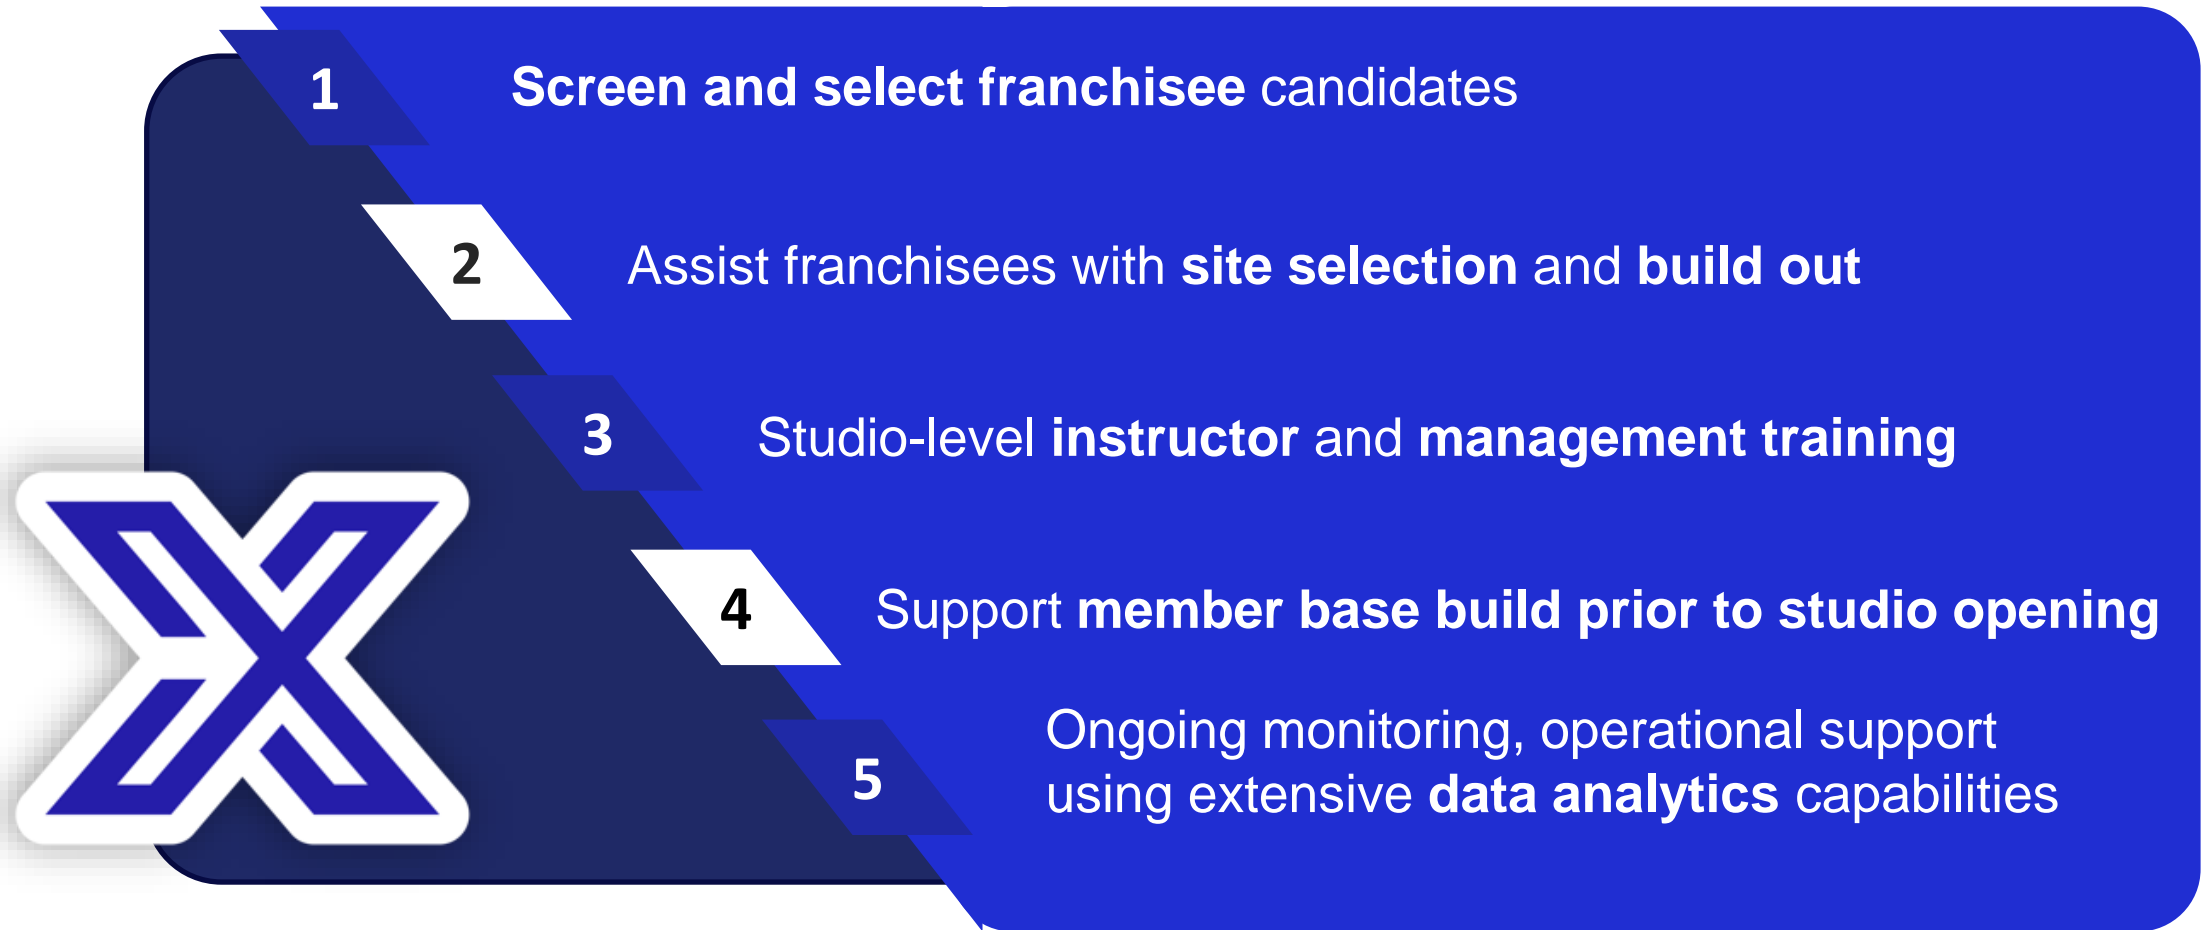 1
Screen and select franchisee candidates
2
Assist franchisees with site selection and build out
3
Studio-level instructor and management training
4
Support member base build prior to studio opening
5
Ongoing monitoring, operational support
using extensive data analytics capabilities
X